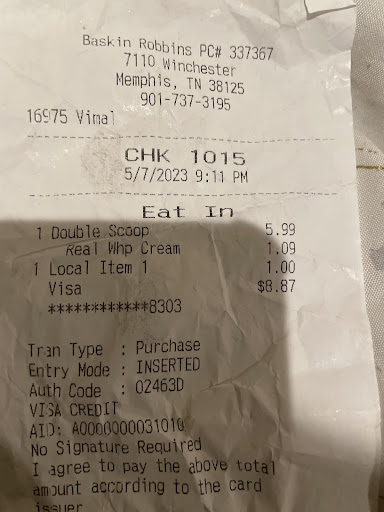 Baskin Robbins PC# 337367
7110 Winchester
Memphis, TN 38125
901-737-3195
16975 Vimal
CHK 1015
5/7/2023 9:11 PM
Eat In
1 Double Scoop 5.99
Real Whp Cream 1.09
1 Local Item 1 1.00
Visa $8.87
************8303
Tran Type : Purchase
Entry Mode : INSERTED
Auth Code : 02463D
VISA CREDIT
AID: A0000000031010
No Signature Required
I agree to pay the above total
amount according to the card
issuer